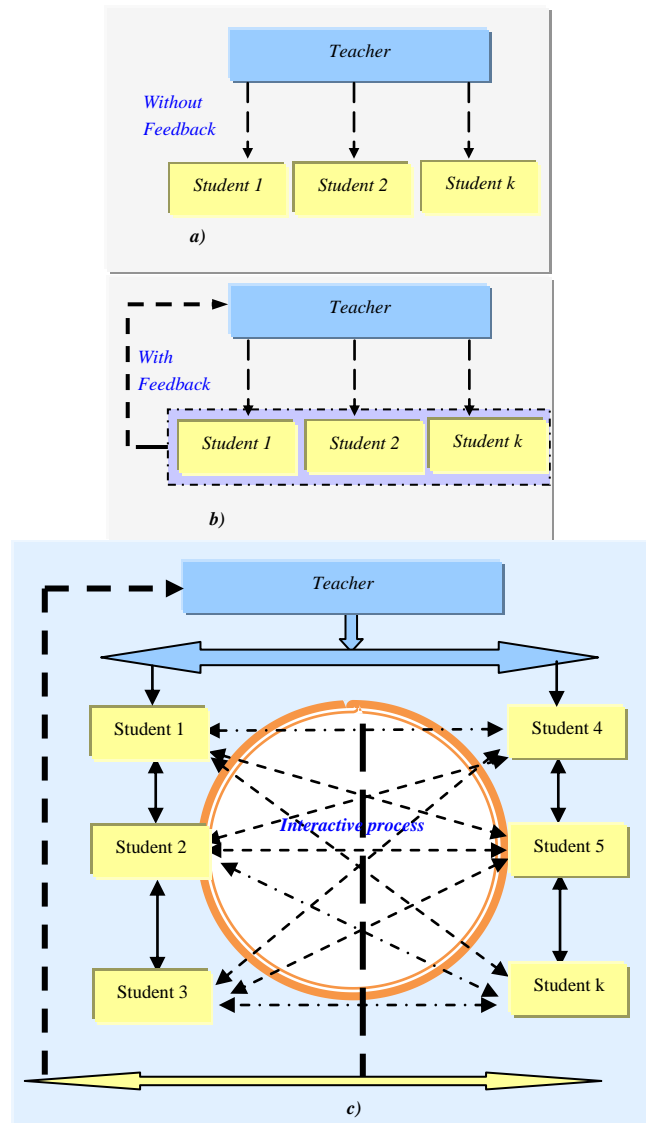 Teacher
Without
Feedback
Student 1
Student 2
Student k
a)
Teacher
With
Feedback
Student 1
Student 2
Student k
b)
Teacher
Student 1
Student 4
Interactive process
Student 2
Student 5
Student 3
Student k
c)